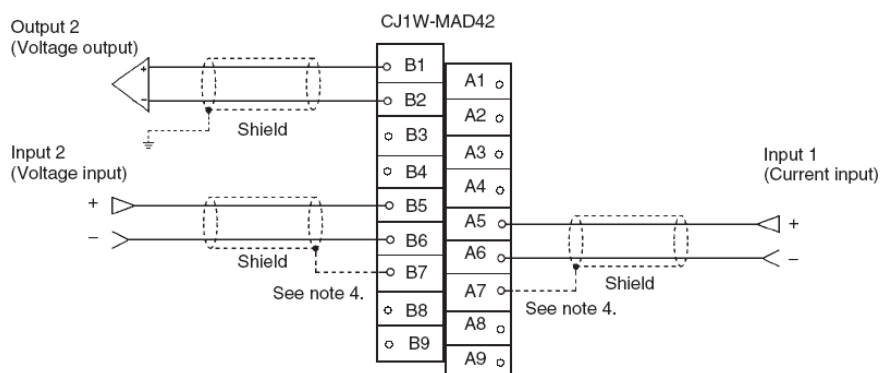 CJ1W-MAD42
Output 2
(Voltage output)
+
−
Shield
Input 2
(Voltage input)
+
−
Shield
See note 4.
B1
B2
B3
B4
B5
B6
B7
B8
B9
A1
A2
A3
A4
A5
A6
A7
A8
A9
Input 1
(Current input)
+
−
Shield
See note 4.